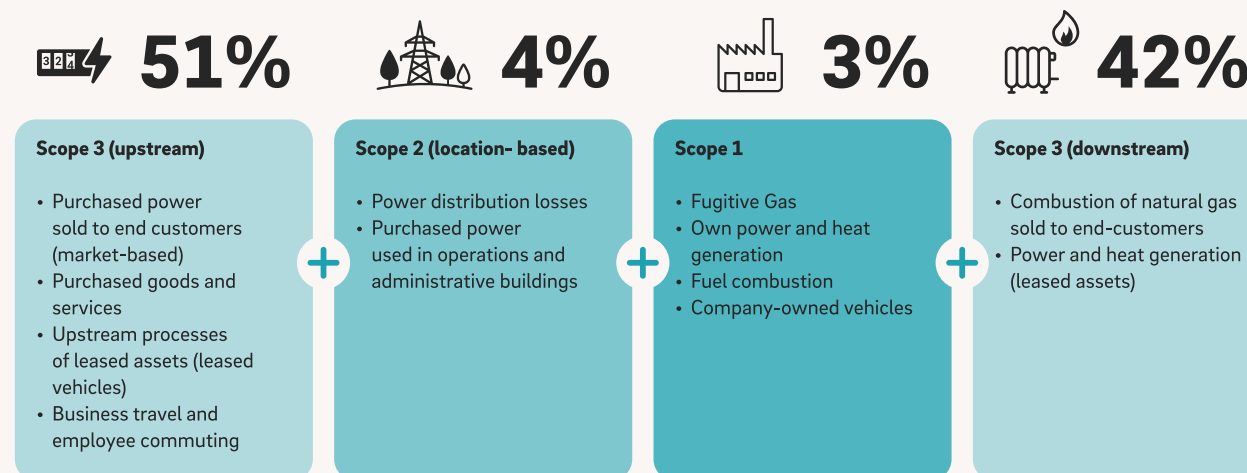 51%
4%
3%
42%
Scope 3 (upstream)
• Purchased power
sold to end customers
(market-based)
• Purchased goods and
services
• Upstream processes
of leased assets (leased
vehicles)
• Business travel and
employee commuting
Scope 2 (location- based)
• Power distribution losses
• Purchased power
used in operations and
administrative buildings
Scope 1
• Fugitive Gas
• Own power and heat
generation
• Fuel combustion
• Company-owned vehicles
Scope 3 (downstream)
• Combustion of natural gas
sold to end-customers
• Power and heat generation
(leased assets)